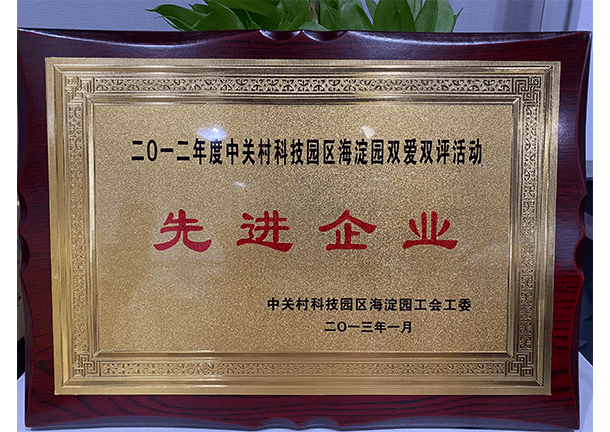 二〇一二年度中关村科技园区海淀园双爱双评活动
先进企业
中关村科技园区海淀园工会工委
二〇一三年一月